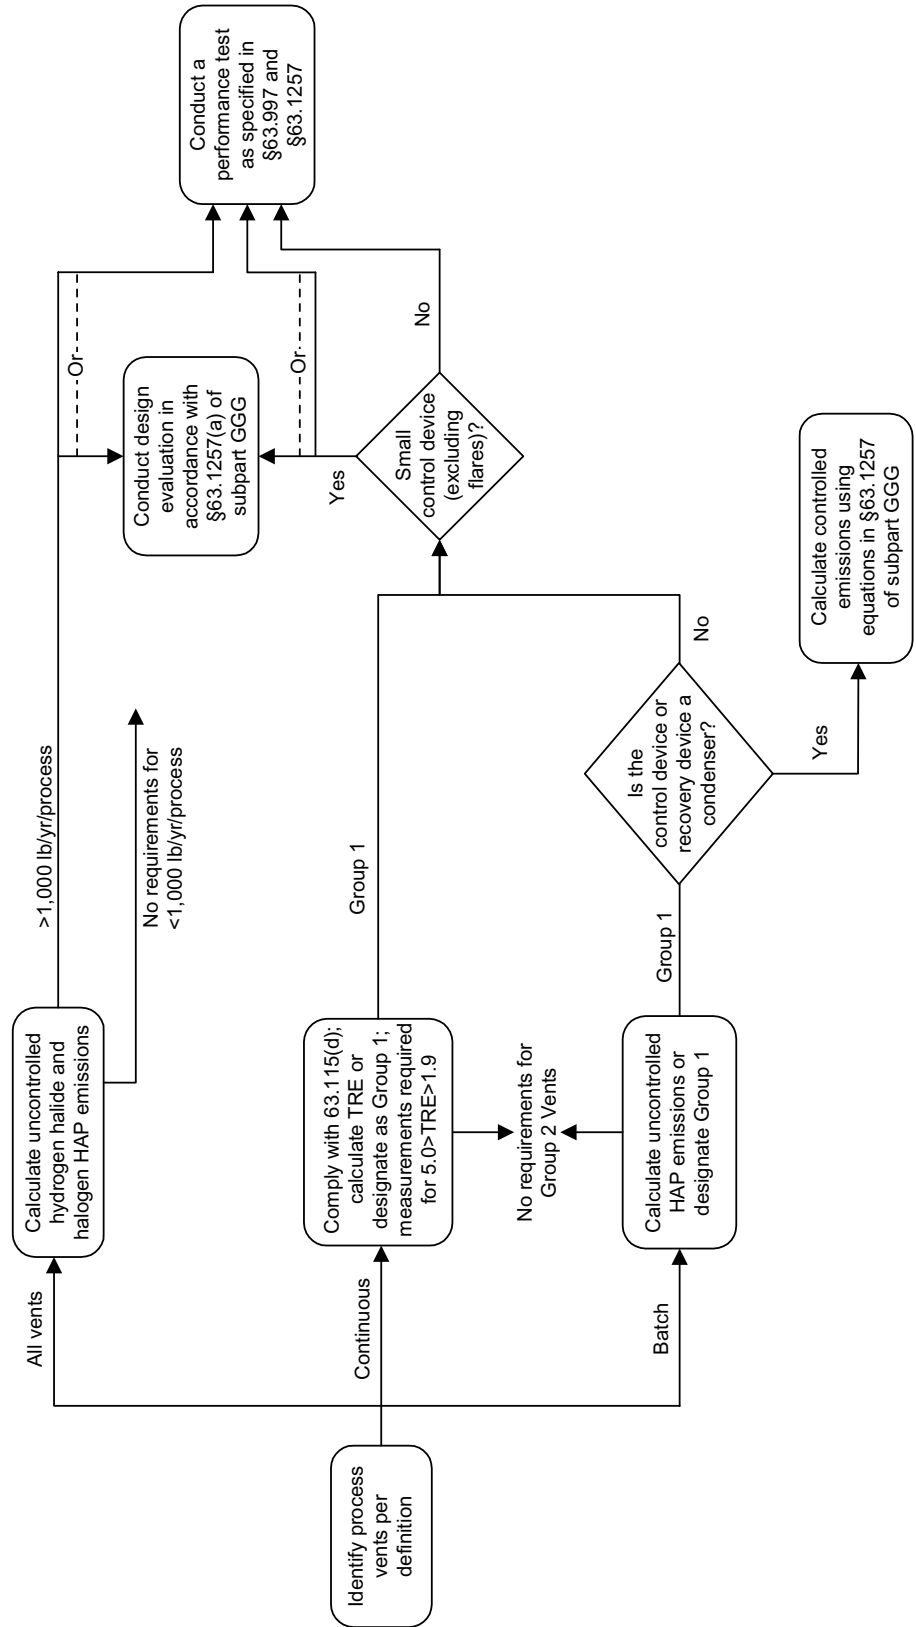 Identify process
vents per
definition
All vents
Continuous
Batch
Calculate uncontrolled
hydrogen halide and
halogen HAP emissions
>1,000 lb/yr/process
No requirements for
<1,000 lb/yr/process
Comply with 63.115(d);
calculate TRE or
designate as Group 1;
measurements required
for 5.0>TRE>1.9
Group 1
No requirements for
Group 2 Vents
Calculate uncontrolled
HAP emissions or
designate Group 1
Group 1
Is the
control device or
recovery device a
condenser?
No
Yes
Calculate controlled
emissions using
equations in §63.1257
of subpart GGG
Small
control device
(excluding
flares)?
Yes
No
Or
Conduct design
evaluation in
accordance with
§63.1257(a) of
subpart GGG
Or
Conduct a
performance test
as specified in
§63.997 and
§63.1257